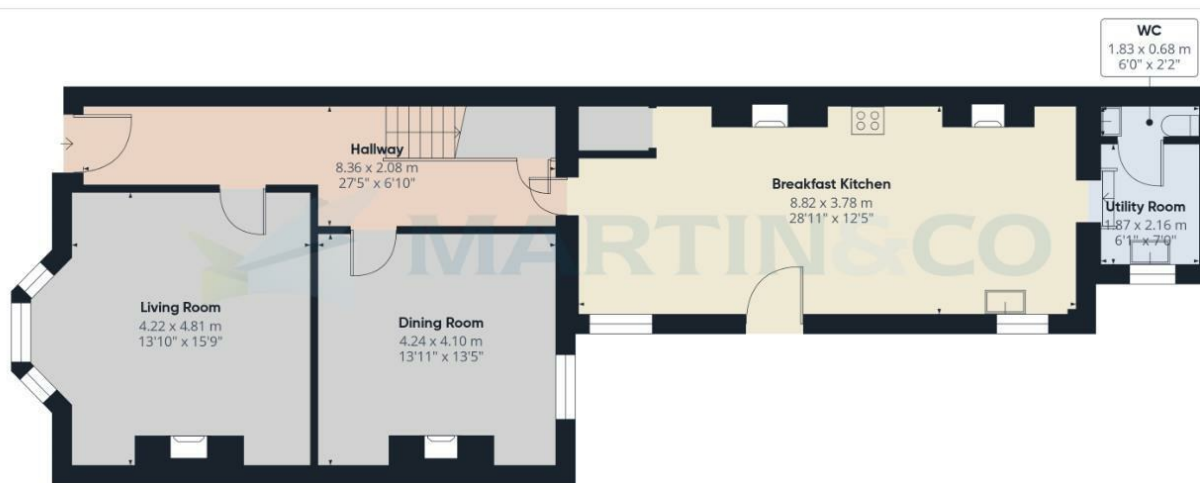 WC
1.83 x 0.68 m
6'0" x 2'2"
Hallway
8.36 x 2.08 m
27'5" x 6'10"
Breakfast Kitchen
8.82 x 3.78 m
28'11" x 12'5"
Utility Room
1.87 x 2.16 m
6'1" x 7'0"
MARTIN&CO
Living Room
4.22 x 4.81 m
13'10" x 15'9"
Dining Room
4.24 x 4.10 m
13'11" x 13'5"